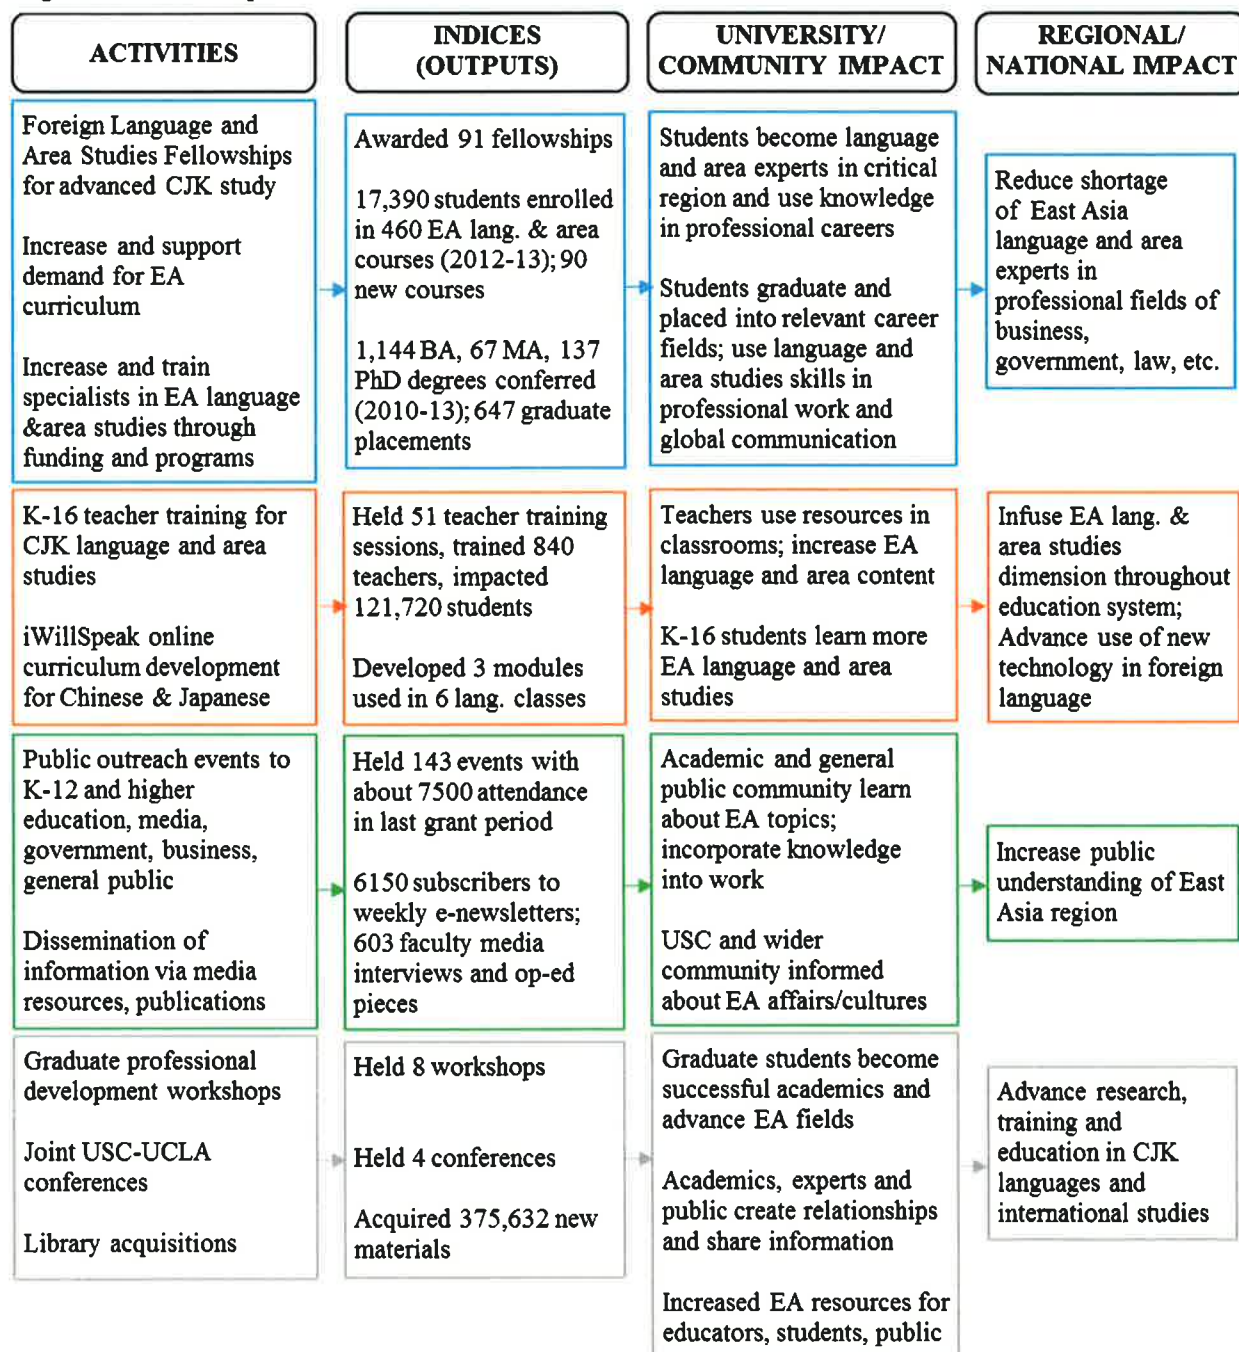 ACTIVITIES
INDICES
(OUTPUTS)
UNIVERSITY/
COMMUNITY IMPACT
REGIONAL/
NATIONAL IMPACT
Foreign Language and
Area Studies Fellowships
for advanced CJK study
Increase and support
demand for EA
curriculum
Increase and train
specialists in EA language
&area studies through
funding and programs
Awarded 91 fellowships
17,390 students enrolled
in 460 EA lang. & area
courses (2012-13); 90
new courses
1,144 BA, 67 MA, 137
PhD degrees conferred
(2010-13); 647 graduate
placements
Students become language
and area experts in critical
region and use knowledge
in professional careers
Students graduate and
placed into relevant career
fields; use language and
area studies skills in
professional work and
global communication
Reduce shortage
of East Asia
language and area
experts in
professional fields of
business,
government, law, etc.
K-16 teacher training for
CJK language and area
studies
iWillSpeak online
curriculum development
for Chinese & Japanese
Held 51 teacher training
sessions, trained 840
teachers, impacted
121,720 students
Developed 3 modules
used in 6 lang. classes
Teachers use resources in
classrooms; increase EA
language and area content
K-16 students learn more
EA language and area
studies
Infuse EA lang. &
area studies
dimension throughout
education system;
Advance use of new
technology in foreign
language
Public outreach events to
K-12 and higher
education, media,
government, business,
general public
Dissemination of
information via media
resources, publications
Held 143 events with
about 7500 attendance
in last grant period
6150 subscribers to
weekly e-newsletters;
603 faculty media
interviews and op-ed
pieces
Academic and general
public community learn
about EA topics;
incorporate knowledge
into work
USC and wider
community informed
about EA affairs/cultures
Increase public
understanding of East
Asia region
Graduate professional
development workshops
Joint USC-UCLA
conferences
Library acquisitions
Held 8 workshops
Held 4 conferences
Acquired 375,632 new
materials
Graduate students become
successful academics and
advance EA fields
Academics, experts and
public create relationships
and share information
Increased EA resources for
educators, students, public
Advance research,
training and
education in CJK
languages and
international studies